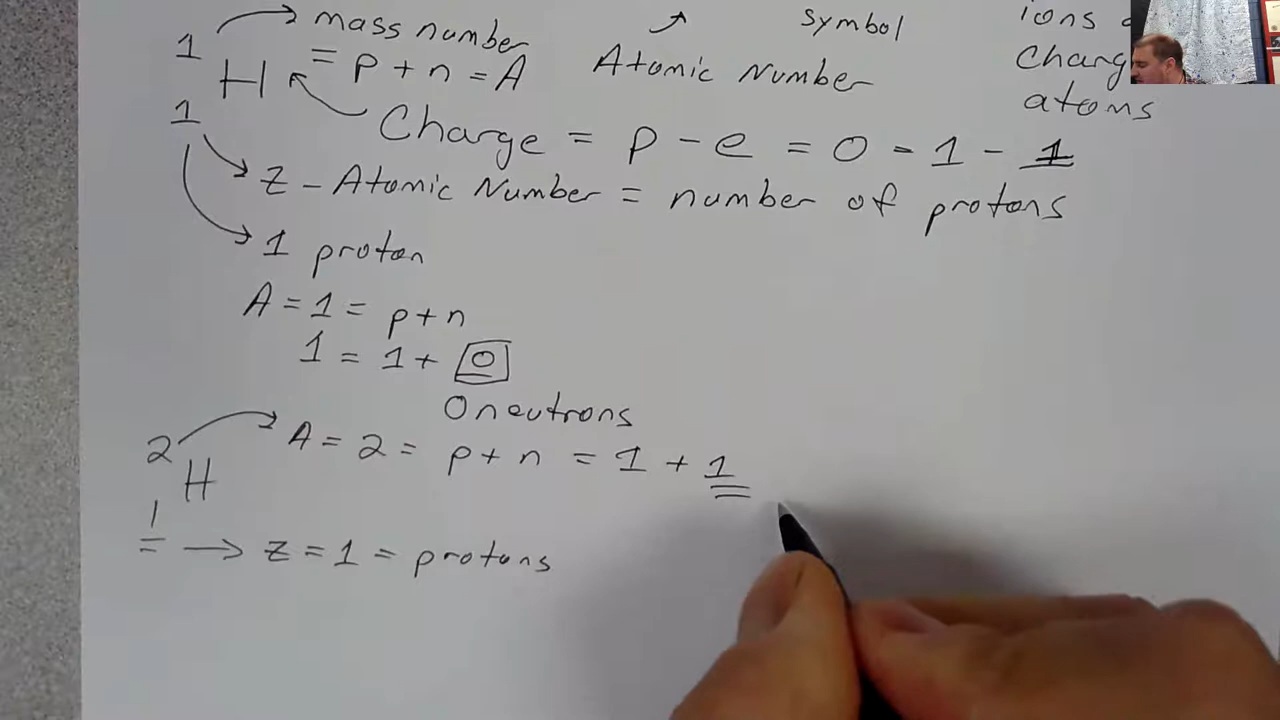 1 → mass number symbol ions
H = p + n = A Atomic Number
1 Charge = p - e = 0 = 1 - 1 atoms
Z - Atomic Number = number of protons
1 proton
A = 1 = p + n
1 = 1 + 0
0 neutrons
2 → A = 2 = p + n = 1 + 1
H
1 → Z = 1 = protons